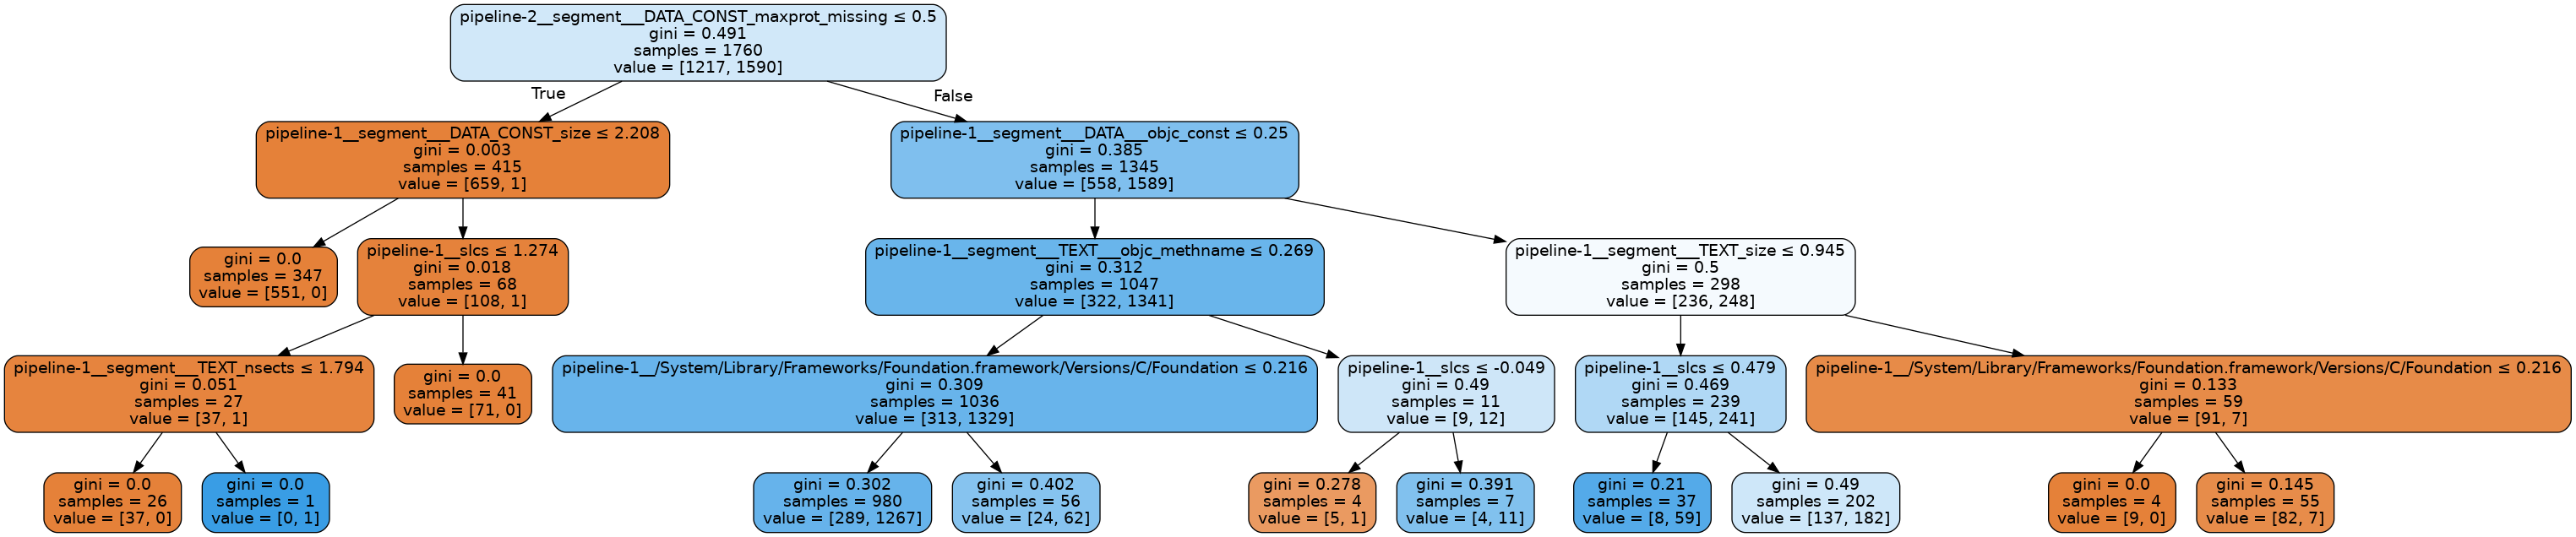 pipeline-2__segment___DATA_CONST_maxprot_missing ≤ 0.5
gini = 0.491
samples = 1760
value = [1217, 1590]
True
False
pipeline-1__segment___DATA_CONST_size ≤ 2.208
gini = 0.003
samples = 415
value = [659, 1]
pipeline-1__segment___DATA___objc_const ≤ 0.25
gini = 0.385
samples = 1345
value = [558, 1589]
gini = 0.0
samples = 347
value = [551, 0]
pipeline-1__slcs ≤ 1.274
gini = 0.018
samples = 68
value = [108, 1]
pipeline-1__segment___TEXT___objc_methname ≤ 0.269
gini = 0.312
samples = 1047
value = [322, 1341]
pipeline-1__segment___TEXT_size ≤ 0.945
gini = 0.5
samples = 298
value = [236, 248]
pipeline-1__segment___TEXT_nsects ≤ 1.794
gini = 0.051
samples = 27
value = [37, 1]
gini = 0.0
samples = 41
value = [71, 0]
pipeline-1__/System/Library/Frameworks/Foundation.framework/Versions/C/Foundation ≤ 0.216
gini = 0.309
samples = 1036
value = [313, 1329]
pipeline-1__slcs ≤ -0.049
gini = 0.49
samples = 11
value = [9, 12]
pipeline-1__slcs ≤ 0.479
gini = 0.469
samples = 239
value = [145, 241]
pipeline-1__/System/Library/Frameworks/Foundation.framework/Versions/C/Foundation ≤ 0.216
gini = 0.133
samples = 59
value = [91, 7]
gini = 0.0
samples = 26
value = [37, 0]
gini = 0.0
samples = 1
value = [0, 1]
gini = 0.302
samples = 980
value = [289, 1267]
gini = 0.402
samples = 56
value = [24, 62]
gini = 0.278
samples = 4
value = [5, 1]
gini = 0.391
samples = 7
value = [4, 11]
gini = 0.21
samples = 37
value = [8, 59]
gini = 0.49
samples = 202
value = [137, 182]
gini = 0.0
samples = 4
value = [9, 0]
gini = 0.145
samples = 55
value = [82, 7]